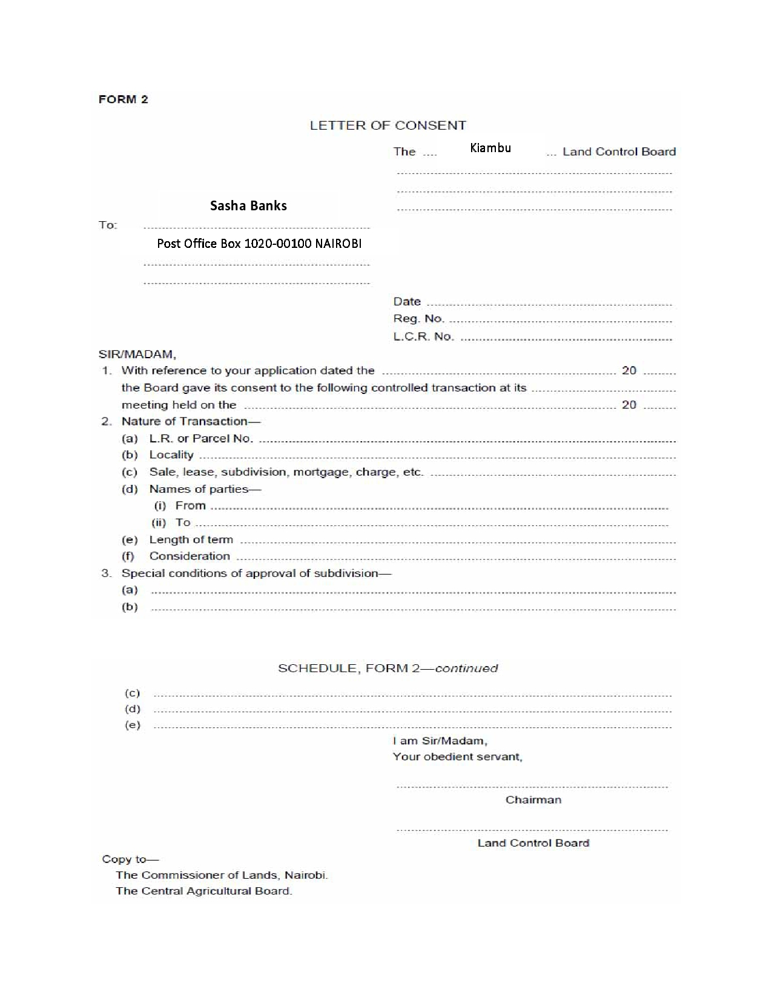 FORM 2
LETTER OF CONSENT
The .... Kiambu ... Land Control Board
Sasha Banks
To:
Post Office Box 1020-00100 NAIROBI
Date
Reg. No.
L.C.R. No.
SIR/MADAM,
1. With reference to your application dated the 20
the Board gave its consent to the following controlled transaction at its
meeting held on the 20
2. Nature of Transaction—
(a) L.R. or Parcel No.
(b) Locality
(c) Sale, lease, subdivision, mortgage, charge, etc.
(d) Names of parties—
(i) From
(ii) To
(e) Length of term
(f) Consideration
3. Special conditions of approval of subdivision—
(a)
(b)
SCHEDULE, FORM 2—continued
(c)
(d)
(e)
I am Sir/Madam,
Your obedient servant,
Chairman
Land Control Board
Copy to—
The Commissioner of Lands, Nairobi.
The Central Agricultural Board.